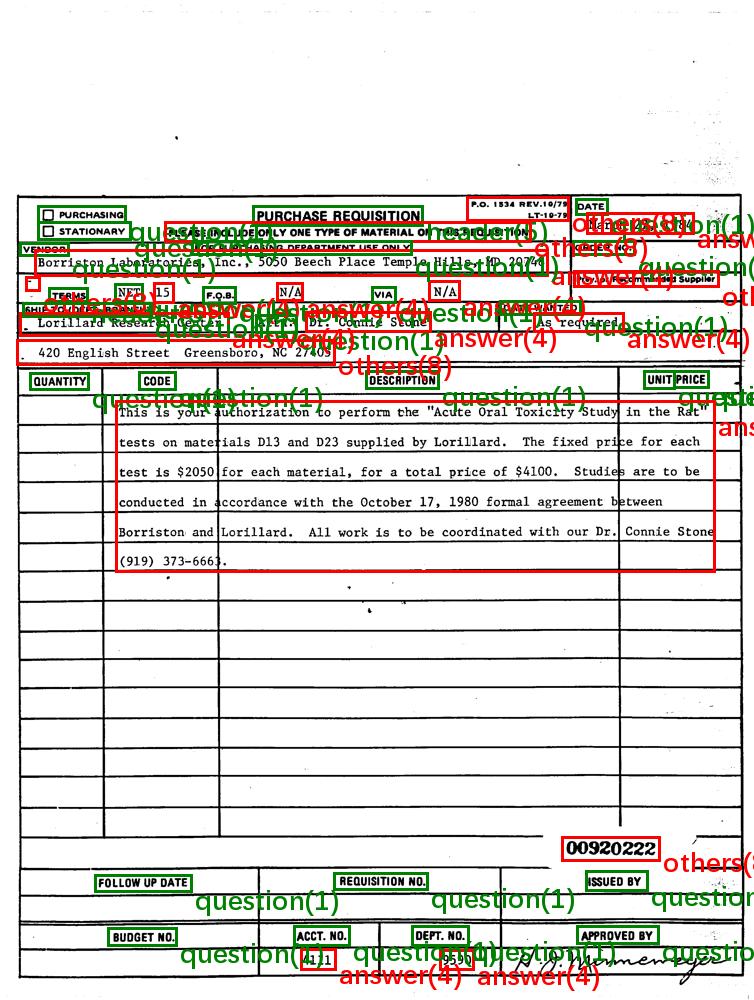 P.O. 1534 REV.10/79
LT-10-79
DATE
PURCHASING
PURCHASE REQUISITION
STATIONARY
PLEASE INCLUDE ONLY ONE TYPE OF MATERIAL ON THIS REQUISITION
VENDOR
FOR PURCHASING DEPARTMENT USE ONLY
Borriston Laboratories, Inc., 5050 Beech Place Temple Hills, MD 20748
Recommended Supplier
TERMS NET 15 F.O.B. N/A VIA N/A
Lorillard Research Center Attn: Dr. Connie Stone As required
420 English Street Greensboro, NC 27405
QUANTITY CODE DESCRIPTION UNIT PRICE
This is your authorization to perform the "Acute Oral Toxicity Study in the Rat"
tests on materials D13 and D23 supplied by Lorillard. The fixed price for each
test is $2050 for each material, for a total price of $4100. Studies are to be
conducted in accordance with the October 17, 1980 formal agreement between
Borriston and Lorillard. All work is to be coordinated with our Dr. Connie Stone
(919) 373-6663.
00920222
FOLLOW UP DATE REQUISITION NO. ISSUED BY
BUDGET NO. ACCT. NO. DEPT. NO. APPROVED BY
4111 9590